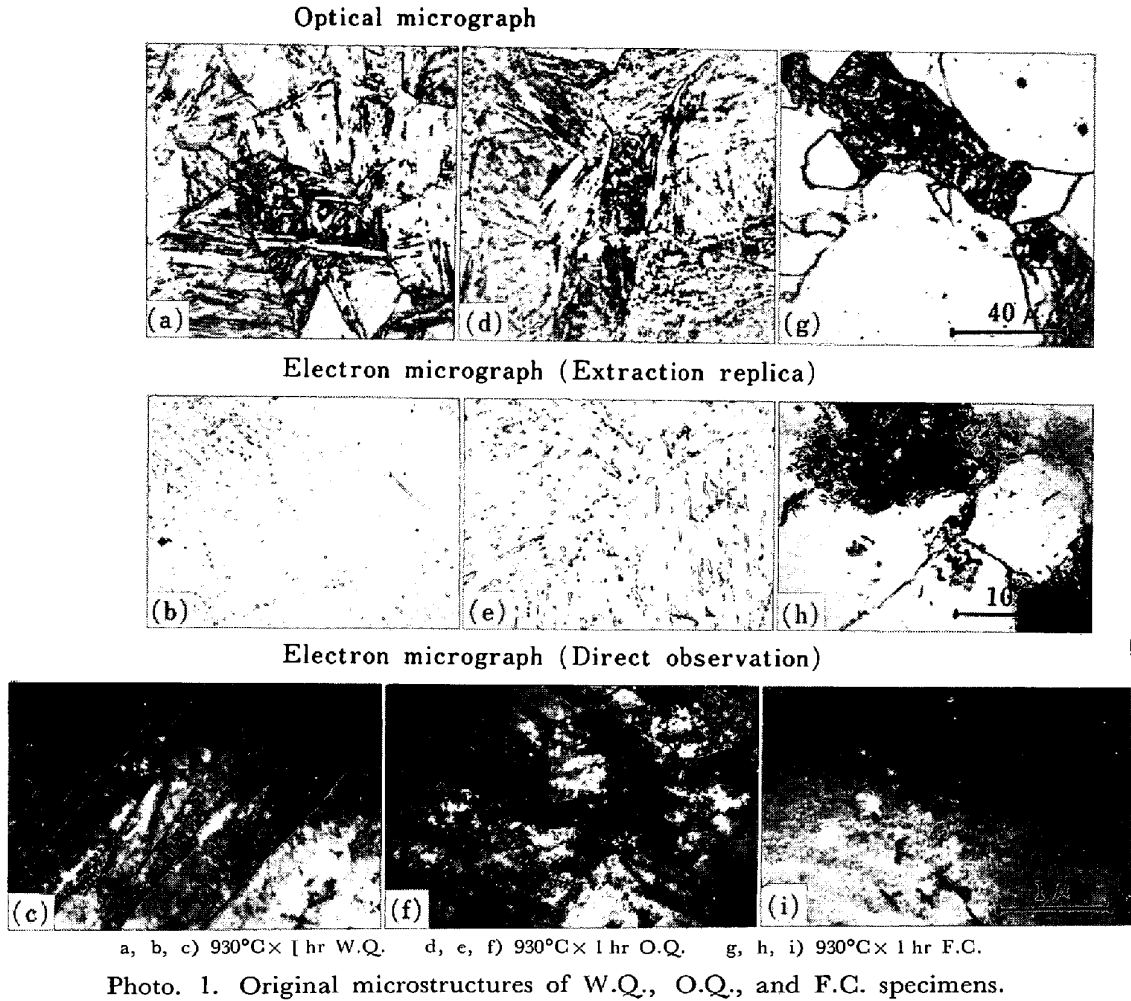 Optical micrograph
(a) (d) (g) 40 μ
Electron micrograph (Extraction replica)
(b) (e) (h) 10
Electron micrograph (Direct observation)
(c) (f) (i) 1μ
a, b, c) 930°C× 1 hr W.Q. d, e, f) 930°C× 1 hr O.Q. g, h, i) 930°C× 1 hr F.C.
Photo. 1. Original microstructures of W.Q., O.Q., and F.C. specimens.